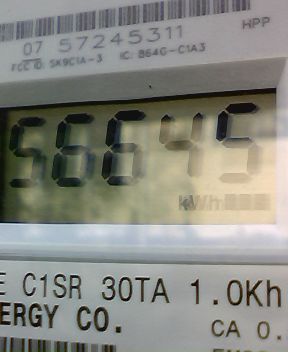 HPP
07 57245311
FCC ID: SK9C1A-3 IC: 864G-C1A3
56645
kWh
E C1SR 30TA 1.0Kh
ERGY CO.
CA 0.